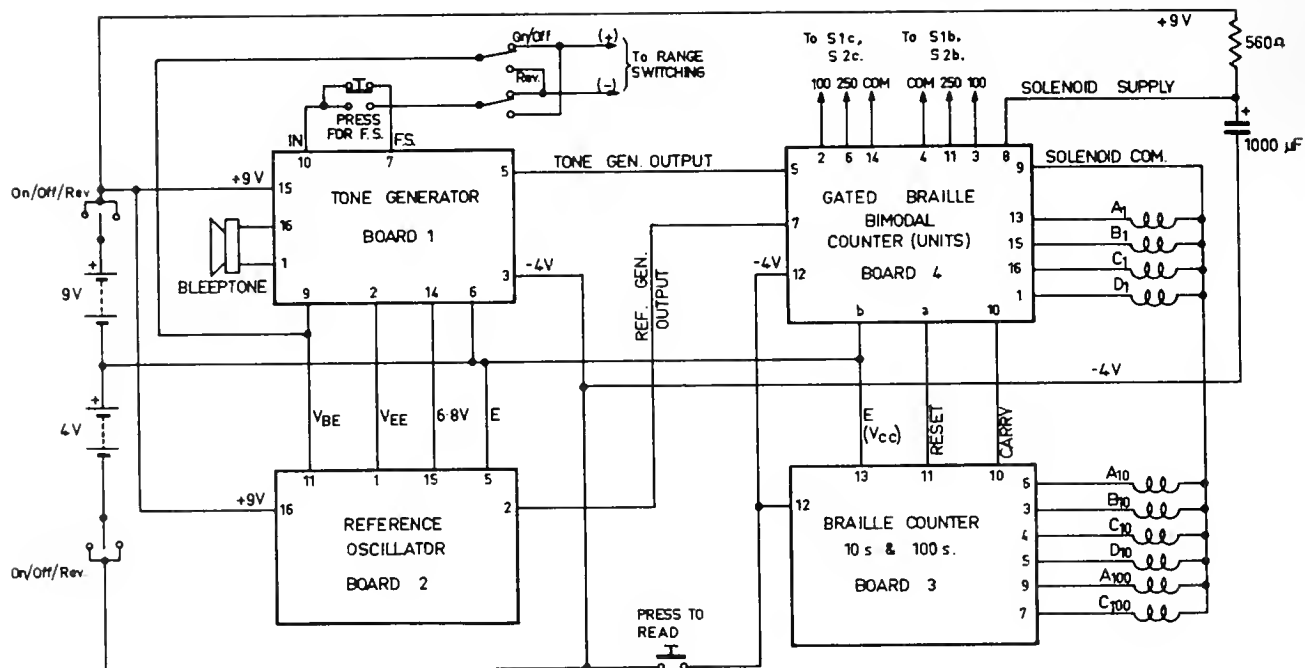 +9V
560Ω
On/Off
(+)
Rev.
(-)
To RANGE
SWITCHING
PRESS
FOR F.S.
IN
F.S.
10
7
+9V
15
16
1
TONE GENERATOR
BOARD 1
5
3
9
2
14
6
BLEEPTONE
TONE GEN. OUTPUT
-4V
On/Off/Rev
+
9V
+
4V
On/Off/Rev.
VBE
VEE
6·8V
E
11
1
15
5
+9V
16
2
REFERENCE
OSCILLATOR
BOARD 2
REF. GEN.
OUTPUT
To S1c,
S2c.
To S1b,
S2b.
100 250 COM
COM 250 100
2 6 14 4 11 3 8
SOLENOID SUPPLY
+
1000 μF
5
7
-4V
12
GATED BRAILLE
BIMODAL
COUNTER (UNITS)
BOARD 4
b a 10
9
SOLENOID COM.
13
A1
15
B1
16
C1
1
D1
-4V
E
(Vcc)
RESET
CARRY
13 11 10
12
BRAILLE COUNTER
10s & 100s.
BOARD 3
6
A10
3
B10
4
C10
5
D10
9
A100
7
C100
PRESS TO
READ